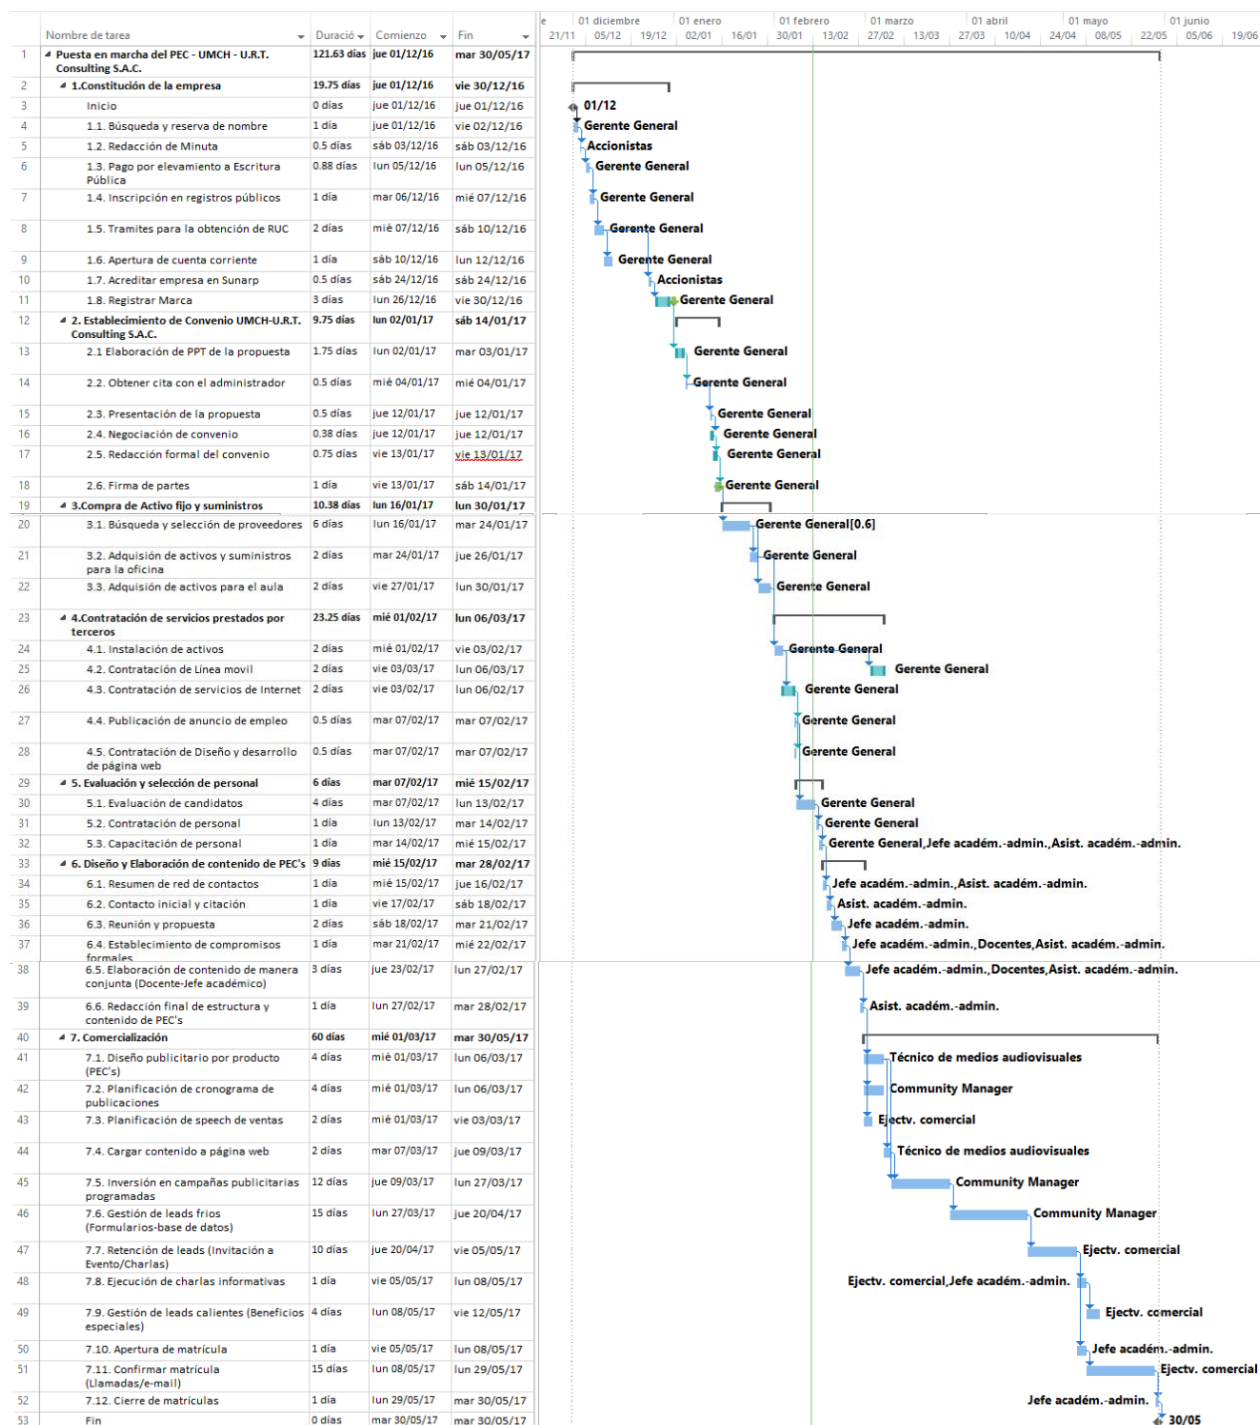 e 01 diciembre 01 enero 01 febrero 01 marzo 01 abril 01 mayo 01 junio
Nombre de tarea Duració Comienzo Fin 21/11 05/12 19/12 02/01 16/01 30/01 13/02 27/02 13/03 27/03 10/04 24/04 08/05 22/05 05/06 19/06
1 Puesta en marcha del PEC - UMCH - U.R.T. 121.63 días jue 01/12/16 mar 30/05/17
Consulting S.A.C.
2 1.Constitución de la empresa 19.75 días jue 01/12/16 vie 30/12/16
3 Inicio 0 días jue 01/12/16 jue 01/12/16 01/12
4 1.1. Búsqueda y reserva de nombre 1 día jue 01/12/16 vie 02/12/16 Gerente General
5 1.2. Redacción de Minuta 0.5 días sáb 03/12/16 sáb 03/12/16 Accionistas
6 1.3. Pago por elevamiento a Escritura 0.88 días lun 05/12/16 lun 05/12/16 Gerente General
Pública
7 1.4. Inscripción en registros públicos 1 día mar 06/12/16 mié 07/12/16 Gerente General
8 1.5. Tramites para la obtención de RUC 2 días mié 07/12/16 sáb 10/12/16 Gerente General
9 1.6. Apertura de cuenta corriente 1 día sáb 10/12/16 lun 12/12/16 Gerente General
10 1.7. Acreditar empresa en Sunarp 0.5 días sáb 24/12/16 sáb 24/12/16 Accionistas
11 1.8. Registrar Marca 3 días lun 26/12/16 vie 30/12/16 Gerente General
12 2. Establecimiento de Convenio UMCH-U.R.T. 9.75 días lun 02/01/17 sáb 14/01/17
Consulting S.A.C.
13 2.1 Elaboración de PPT de la propuesta 1.75 días lun 02/01/17 mar 03/01/17 Gerente General
14 2.2. Obtener cita con el administrador 0.5 días mié 04/01/17 mié 04/01/17 Gerente General
15 2.3. Presentación de la propuesta 0.5 días jue 12/01/17 jue 12/01/17 Gerente General
16 2.4. Negociación de convenio 0.38 días jue 12/01/17 jue 12/01/17 Gerente General
17 2.5. Redacción formal del convenio 0.75 días vie 13/01/17 vie 13/01/17 Gerente General
18 2.6. Firma de partes 1 día vie 13/01/17 sáb 14/01/17 Gerente General
19 3.Compra de Activo fijo y suministros 10.38 días lun 16/01/17 lun 30/01/17
20 3.1. Búsqueda y selección de proveedores 6 días lun 16/01/17 mar 24/01/17 Gerente General[0.6]
21 3.2. Adquisión de activos y suministros 2 días mar 24/01/17 jue 26/01/17 Gerente General
para la oficina
22 3.3. Adquisión de activos para el aula 2 días vie 27/01/17 lun 30/01/17 Gerente General
23 4.Contratación de servicios prestados por 23.25 días mié 01/02/17 lun 06/03/17
terceros
24 4.1. Instalación de activos 2 días mié 01/02/17 vie 03/02/17 Gerente General
25 4.2. Contratación de Línea movil 2 días vie 03/03/17 lun 06/03/17 Gerente General
26 4.3. Contratación de servicios de Internet 2 días vie 03/02/17 lun 06/02/17 Gerente General
27 4.4. Publicación de anuncio de empleo 0.5 días mar 07/02/17 mar 07/02/17 Gerente General
28 4.5. Contratación de Diseño y desarrollo 0.5 días mar 07/02/17 mar 07/02/17 Gerente General
de página web
29 5. Evaluación y selección de personal 6 días mar 07/02/17 mié 15/02/17
30 5.1. Evaluación de candidatos 4 días mar 07/02/17 lun 13/02/17 Gerente General
31 5.2. Contratación de personal 1 día lun 13/02/17 mar 14/02/17 Gerente General
32 5.3. Capacitación de personal 1 día mar 14/02/17 mié 15/02/17 Gerente General,Jefe académ.-admin.,Asist. académ.-admin.
33 6. Diseño y Elaboración de contenido de PEC's 9 días mié 15/02/17 mar 28/02/17
34 6.1. Resumen de red de contactos 1 día mié 15/02/17 jue 16/02/17 Jefe académ.-admin.,Asist. académ.-admin.
35 6.2. Contacto inicial y citación 1 día vie 17/02/17 sáb 18/02/17 Asist. académ.-admin.
36 6.3. Reunión y propuesta 2 días sáb 18/02/17 mar 21/02/17 Jefe académ.-admin.
37 6.4. Establecimiento de compromisos 1 día mar 21/02/17 mié 22/02/17 Jefe académ.-admin.,Docentes,Asist. académ.-admin.
formales
38 6.5. Elaboración de contenido de manera 3 días jue 23/02/17 lun 27/02/17 Jefe académ.-admin.,Docentes,Asist. académ.-admin.
conjunta (Docente-Jefe académico)
39 6.6. Redacción final de estructura y 1 día lun 27/02/17 mar 28/02/17 Asist. académ.-admin.
contenido de PEC's
40 7. Comercialización 60 días mié 01/03/17 mar 30/05/17
41 7.1. Diseño publicitario por producto 4 días mié 01/03/17 lun 06/03/17 Técnico de medios audiovisuales
(PEC's)
42 7.2. Planificación de cronograma de 4 días mié 01/03/17 lun 06/03/17 Community Manager
publicaciones
43 7.3. Planificación de speech de ventas 2 días mié 01/03/17 vie 03/03/17 Ejectv. comercial
44 7.4. Cargar contenido a página web 2 días mar 07/03/17 jue 09/03/17 Técnico de medios audiovisuales
45 7.5. Inversión en campañas publicitarias 12 días jue 09/03/17 lun 27/03/17 Community Manager
programadas
46 7.6. Gestión de leads frios 15 días lun 27/03/17 jue 20/04/17 Community Manager
(Formularios-base de datos)
47 7.7. Retención de leads (Invitación a 10 días jue 20/04/17 vie 05/05/17 Ejectv. comercial
Evento/Charlas)
48 7.8. Ejecución de charlas informativas 1 día vie 05/05/17 lun 08/05/17 Ejectv. comercial,Jefe académ.-admin.
49 7.9. Gestión de leads calientes (Beneficios 4 días lun 08/05/17 vie 12/05/17 Ejectv. comercial
especiales)
50 7.10. Apertura de matrícula 1 día vie 05/05/17 lun 08/05/17 Jefe académ.-admin.
51 7.11. Confirmar matrícula 15 días lun 08/05/17 lun 29/05/17 Ejectv. comercial
(Llamadas/e-mail)
52 7.12. Cierre de matrículas 1 día lun 29/05/17 mar 30/05/17 Jefe académ.-admin.
53 Fin 0 días mar 30/05/17 mar 30/05/17 30/05